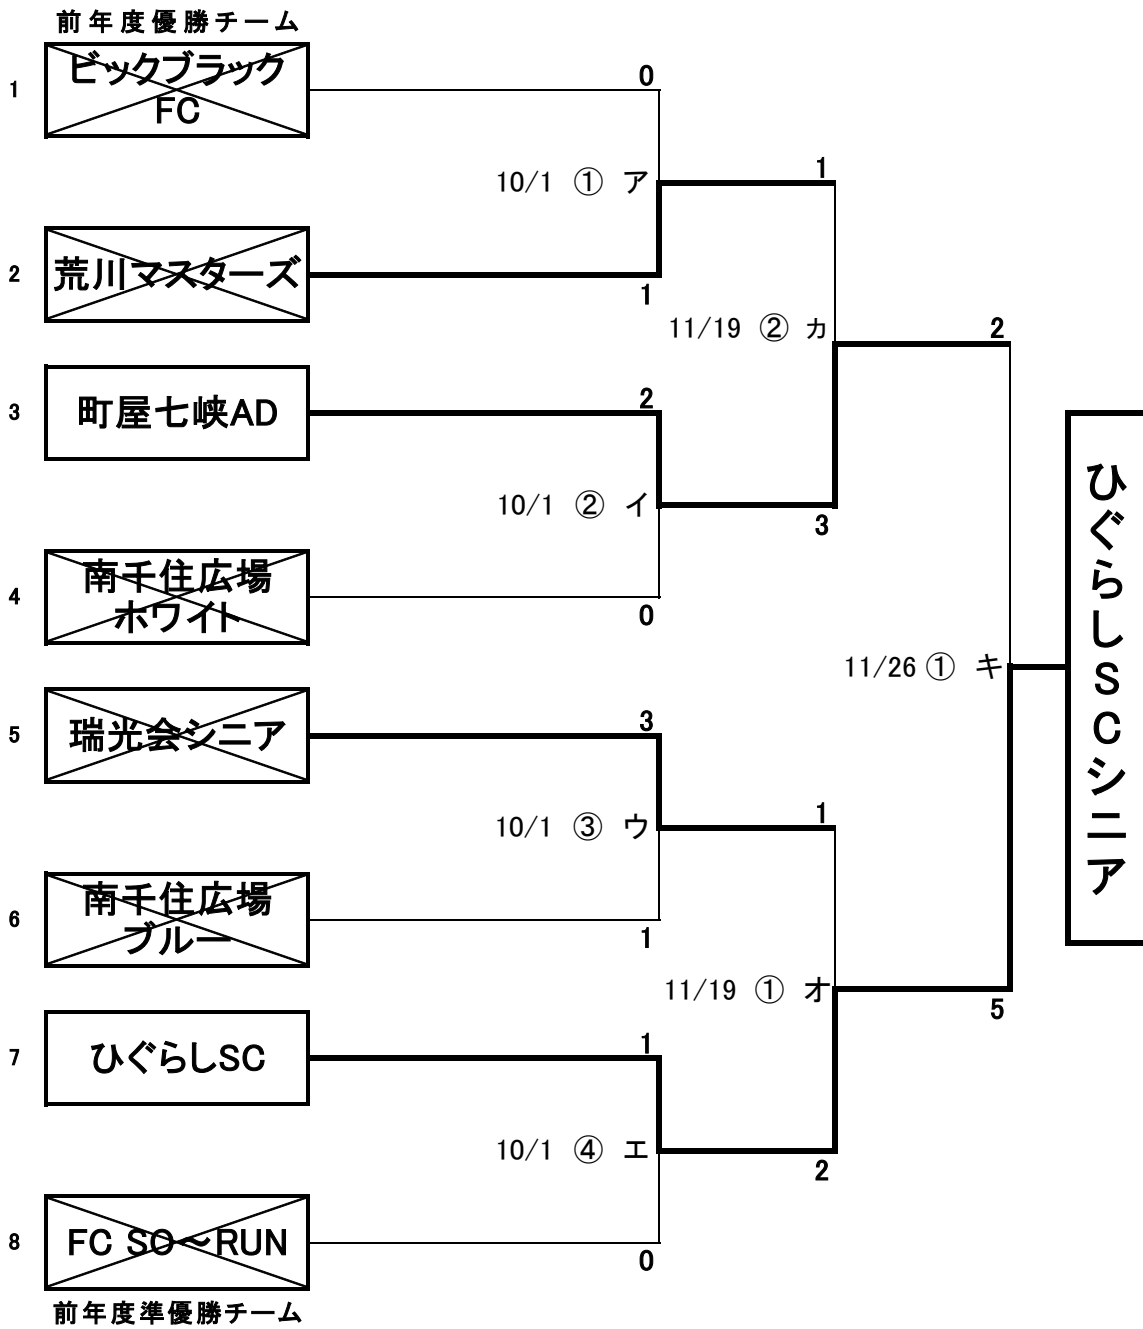 前年度優勝チーム
1
ビックブラック
FC
0
10/1 ① ア
1
2
荒川マスターズ
1
11/19 ② カ
2
3
町屋七峡AD
2
10/1 ② イ
3
4
南千住広場
ホワイト
0
11/26 ① キ
ひぐらしSCシニア
5
瑞光会シニア
3
10/1 ③ ウ
1
6
南千住広場
ブルー
1
11/19 ① オ
5
7
ひぐらしSC
1
10/1 ④ エ
2
8
FC SO～RUN
0
前年度準優勝チーム